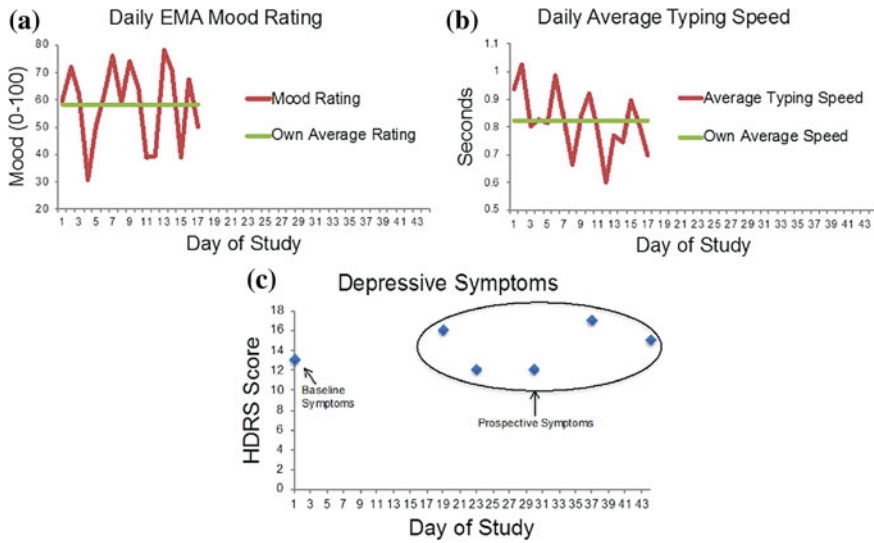 (a)
Daily EMA Mood Rating
Mood (0-100)
80
70
60
50
40
30
20
Mood Rating
Own Average Rating
1 3 5 7 9 11 13 15 17 19 21 23 25 27 29 31 33 35 37 39 41 43
Day of Study
(b)
Daily Average Typing Speed
Seconds
1.1
1
0.9
0.8
0.7
0.6
0.5
Average Typing Speed
Own Average Speed
1 3 5 7 9 11 13 15 17 19 21 23 25 27 29 31 33 35 37 39 41 43
Day of Study
(c)
Depressive Symptoms
HDRS Score
18
16
14
12
10
8
6
4
2
0
Baseline
Symptoms
Prospective Symptoms
1 3 5 7 9 11 13 15 17 19 21 23 25 27 29 31 33 35 37 39 41 43
Day of Study